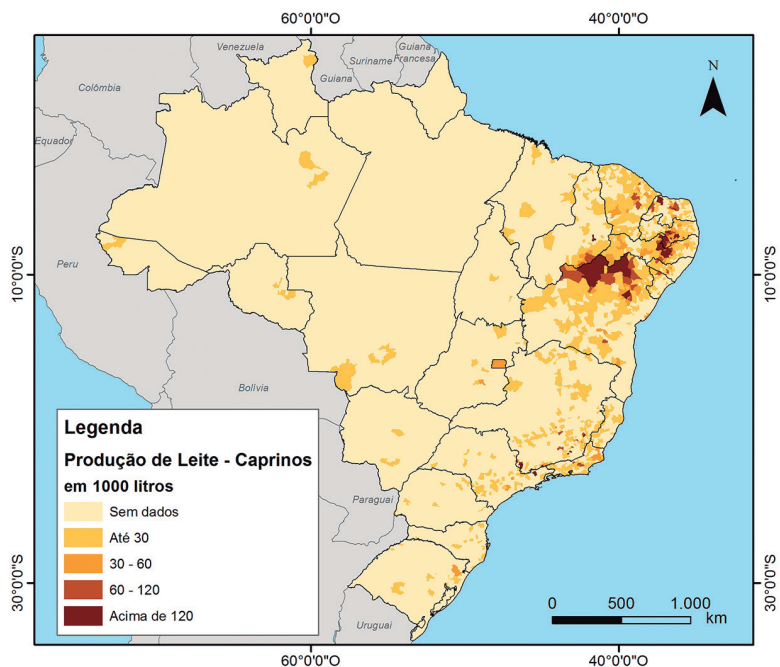 60°0'0"O
40°0'0"O
Venezuela
Guiana
Francesa
Suriname
Guiana
Colômbia
N
Equador
Peru
10°0'0"S
10°0'0"S
Bolívia
Legenda
Produção de Leite - Caprinos
em 1000 litros
Sem dados
Até 30
30 - 60
60 - 120
Acima de 120
Paraguai
30°0'0"S
30°0'0"S
0 500 1.000
Km
Uruguai
60°0'0"O
40°0'0"O